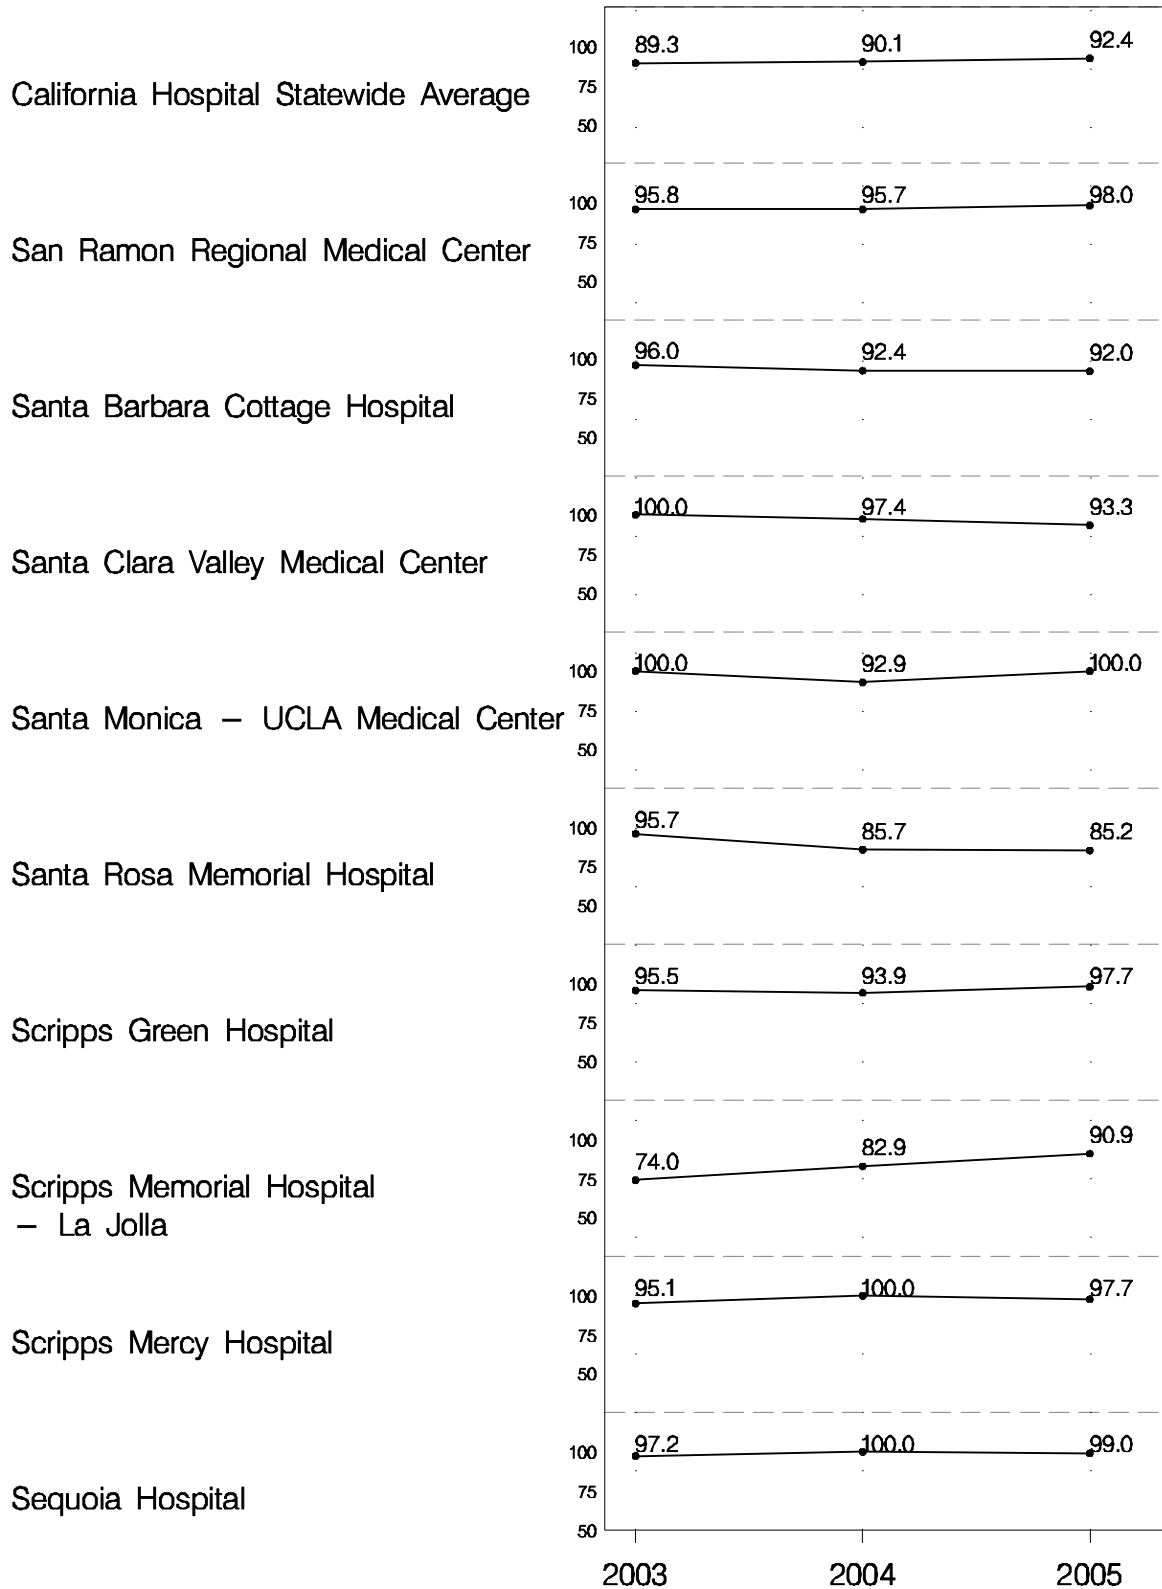 100
89.3 90.1 92.4
California Hospital Statewide Average
75
50
100
95.8 95.7 98.0
San Ramon Regional Medical Center
75
50
100
96.0 92.4 92.0
Santa Barbara Cottage Hospital
75
50
100
100.0 97.4 93.3
Santa Clara Valley Medical Center
75
50
100
100.0 92.9 100.0
Santa Monica – UCLA Medical Center
75
50
100
95.7 85.7 85.2
Santa Rosa Memorial Hospital
75
50
100
95.5 93.9 97.7
Scripps Green Hospital
75
50
100
74.0 82.9 90.9
Scripps Memorial Hospital
– La Jolla
75
50
100
95.1 100.0 97.7
Scripps Mercy Hospital
75
50
100
97.2 100.0 99.0
Sequoia Hospital
75
50
2003 2004 2005